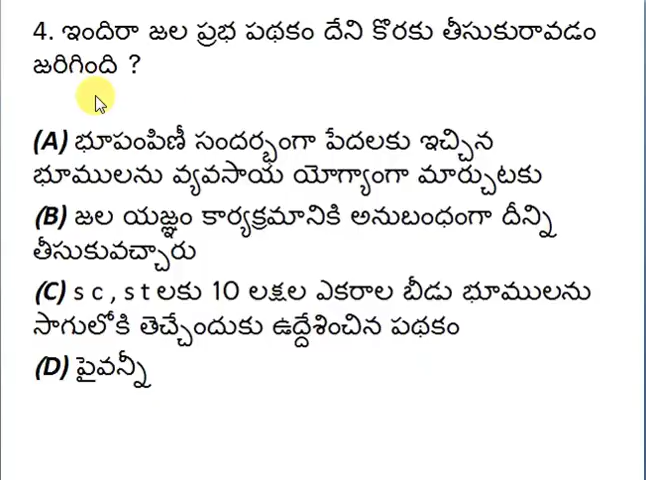 4. ఇందిరా జల ప్రభ పథకం దేని కొరకు తీసుకురావడం
జరిగింది ?
(A) భూపంపిణీ సందర్భంగా పేదలకు ఇచ్చిన
భూములను వ్యవసాయ యోగ్యాంగా మార్చుటకు
(B) జల యజ్ఞం కార్యక్రమానికి అనుబంధంగా దీన్ని
తీసుకువచ్చారు
(C) s c , s t లకు 10 లక్షల ఎకరాల బీడు భూములను
సాగులోకి తెచ్చేందుకు ఉద్దేశించిన పథకం
(D) పైవన్నీ